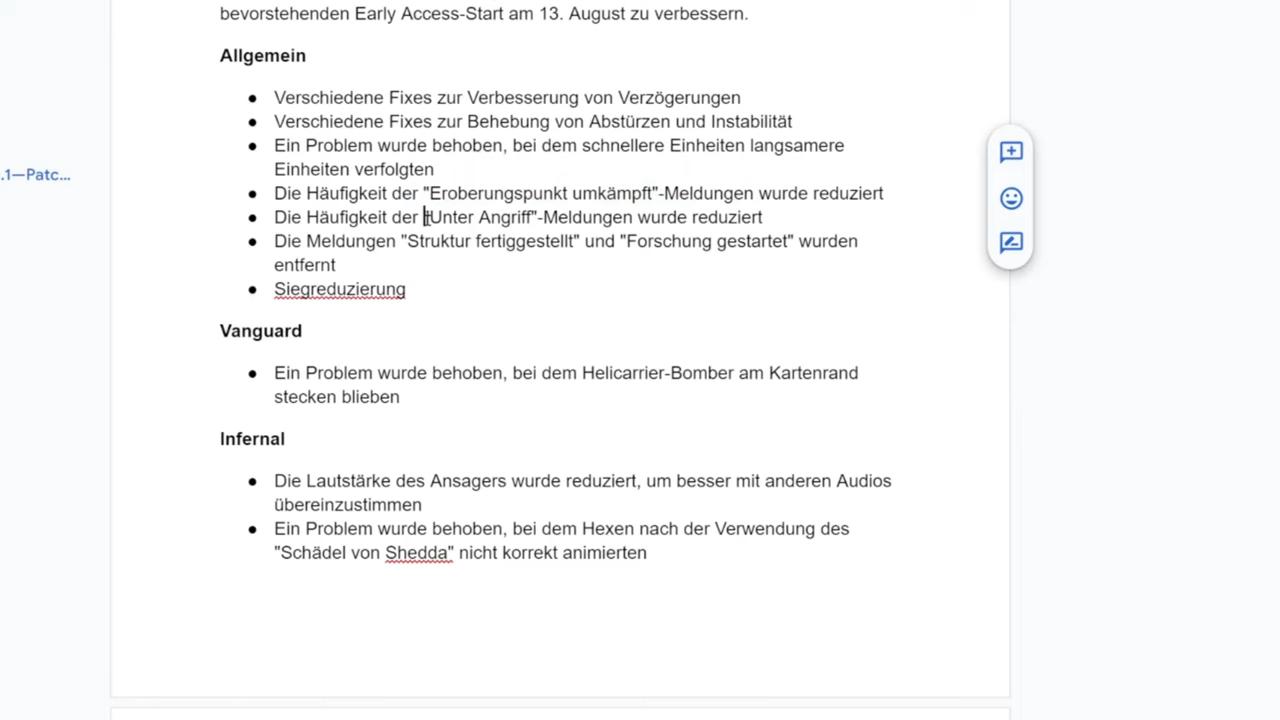 bevorstehenden Early Access-Start am 13. August zu verbessern.
Allgemein
● Verschiedene Fixes zur Verbesserung von Verzögerungen
● Verschiedene Fixes zur Behebung von Abstürzen und Instabilität
● Ein Problem wurde behoben, bei dem schnellere Einheiten langsamere
Einheiten verfolgten
.1—Patc...
● Die Häufigkeit der "Eroberungspunkt umkämpft"-Meldungen wurde reduziert
● Die Häufigkeit der "Unter Angriff"-Meldungen wurde reduziert
● Die Meldungen "Struktur fertiggestellt" und "Forschung gestartet" wurden
entfernt
● Siegreduzierung
Vanguard
● Ein Problem wurde behoben, bei dem Helicarrier-Bomber am Kartenrand
stecken blieben
Infernal
● Die Lautstärke des Ansagers wurde reduziert, um besser mit anderen Audios
übereinzustimmen
● Ein Problem wurde behoben, bei dem Hexen nach der Verwendung des
"Schädel von Shedda" nicht korrekt animierten